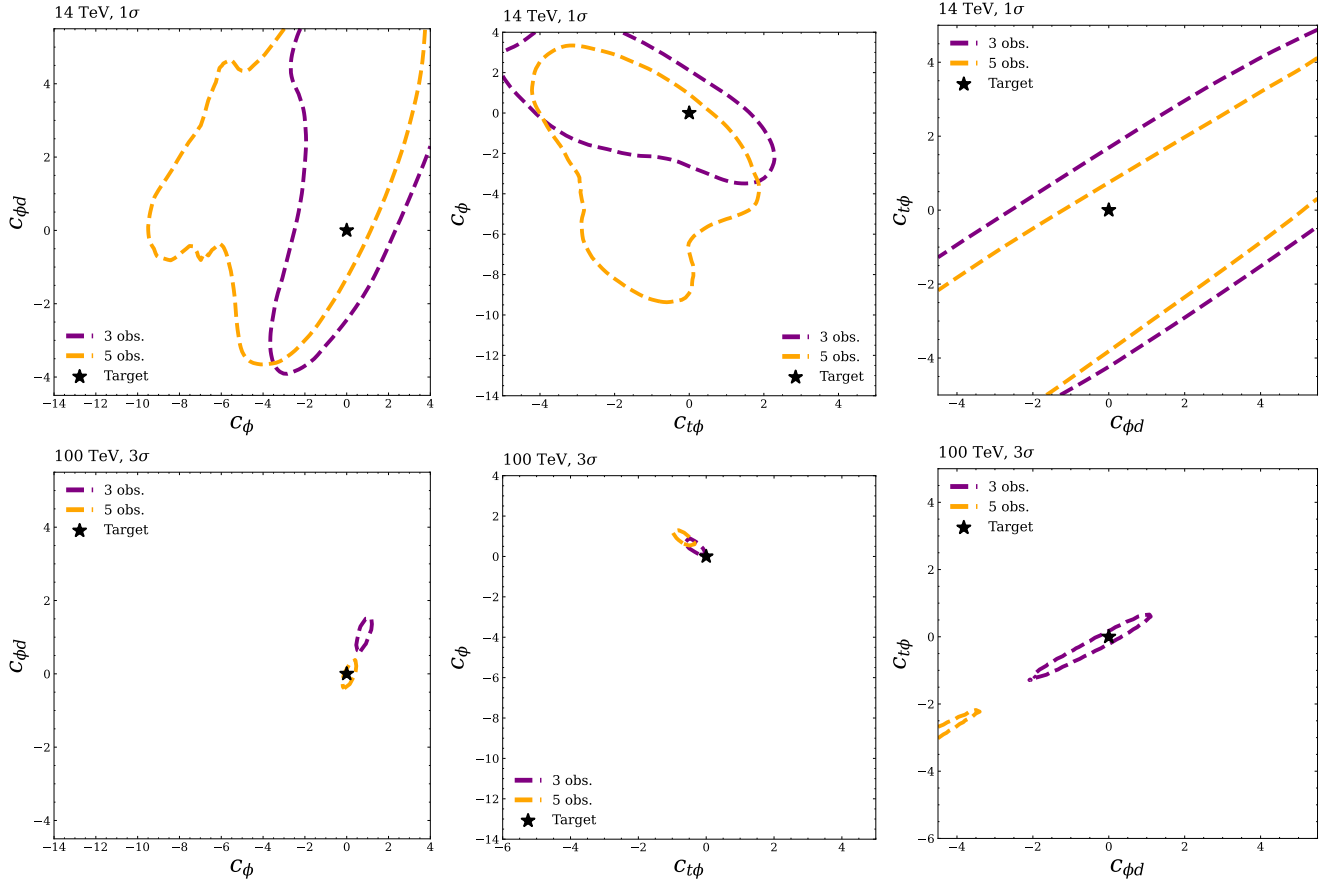 14 TeV, 1σ
4
2
0
−2
−4
c_ϕd
3 obs.
5 obs.
Target
−14 −12 −10 −8 −6 −4 −2 0 2 4
c_ϕ
14 TeV, 1σ
4
2
0
−2
−4
−6
−8
−10
−12
−14
c_ϕ
3 obs.
5 obs.
Target
−4 −2 0 2 4
c_tϕ
14 TeV, 1σ
3 obs.
5 obs.
Target
4
2
0
−2
−4
c_tϕ
−4 −2 0 2 4
c_ϕd
100 TeV, 3σ
3 obs.
5 obs.
Target
4
2
0
−2
−4
c_ϕd
−14 −12 −10 −8 −6 −4 −2 0 2 4
c_ϕ
100 TeV, 3σ
4
2
0
−2
−4
−6
−8
−10
−12
−14
c_ϕ
3 obs.
5 obs.
Target
−6 −4 −2 0 2 4
c_tϕ
100 TeV, 3σ
3 obs.
5 obs.
Target
4
2
0
−2
−4
−6
c_tϕ
−4 −2 0 2 4
c_ϕd